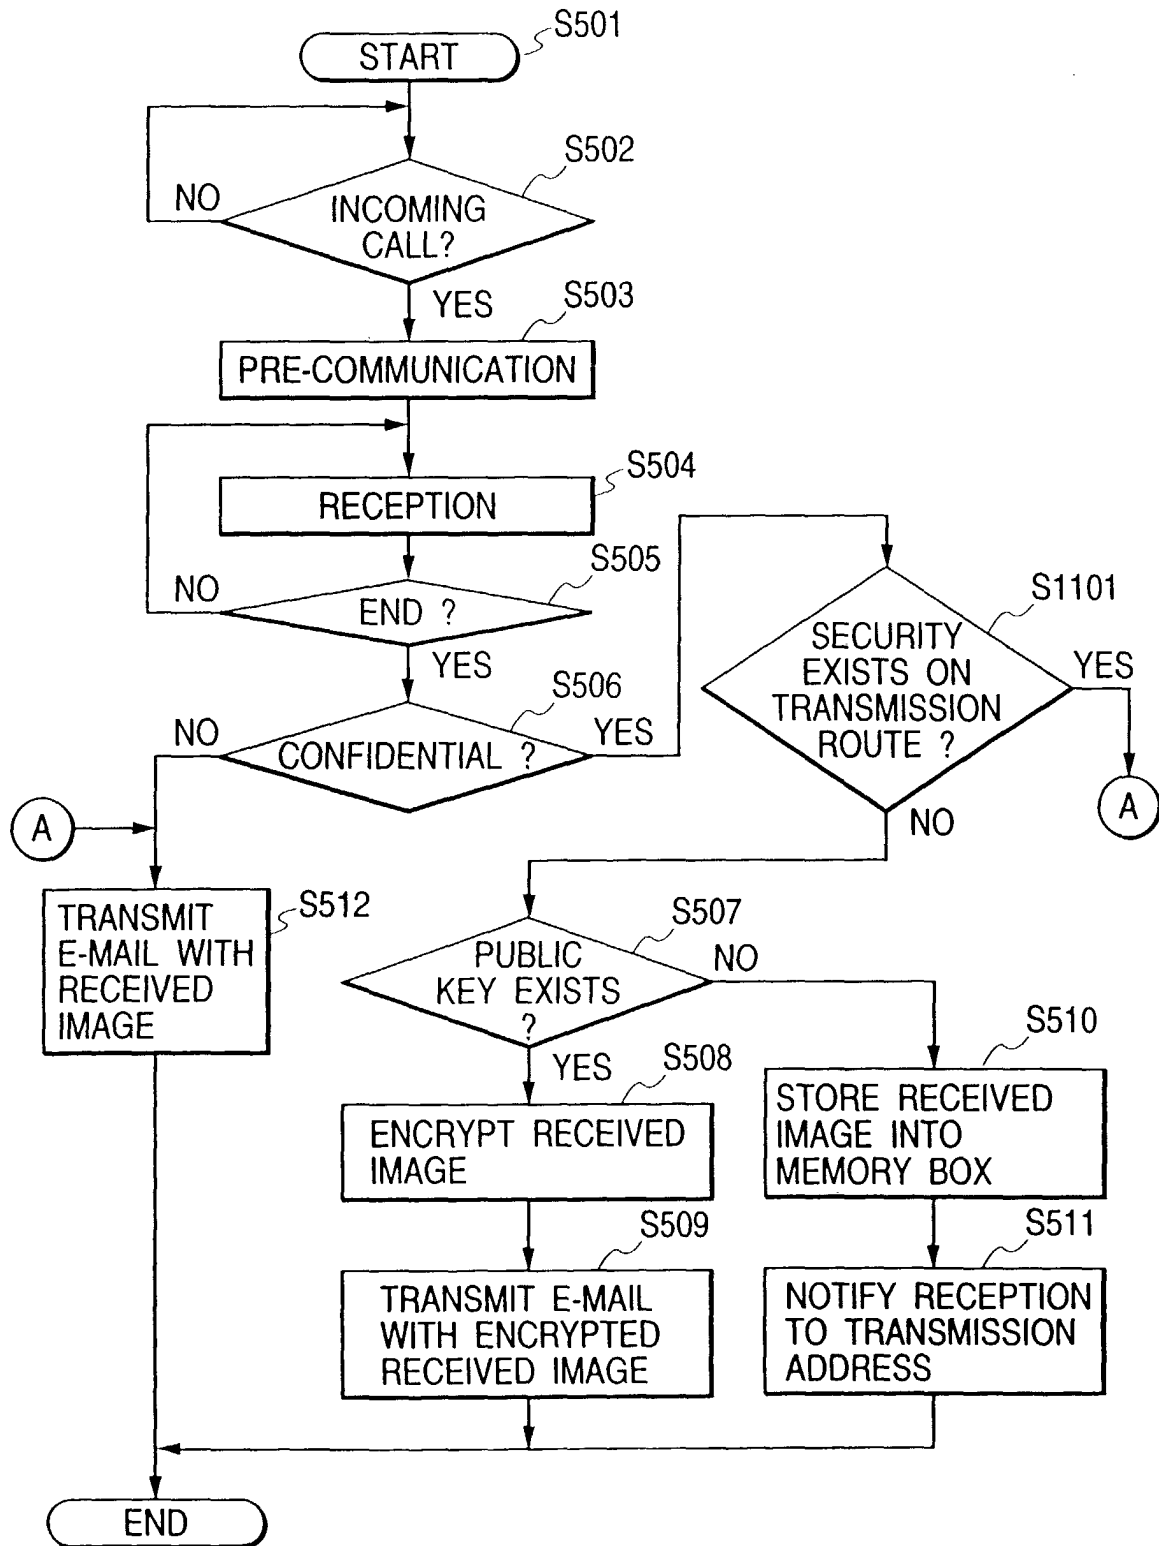 START
S501
S502
NO
INCOMING
CALL?
YES
S503
PRE-COMMUNICATION
S504
RECEPTION
S505
NO
END ?
YES
S506
NO
CONFIDENTIAL ?
YES
S1101
SECURITY
EXISTS ON
TRANSMISSION
ROUTE ?
YES
A
NO
A
S512
TRANSMIT
E-MAIL WITH
RECEIVED
IMAGE
S507
PUBLIC
KEY EXISTS
?
NO
YES
S508
ENCRYPT RECEIVED
IMAGE
S510
STORE RECEIVED
IMAGE INTO
MEMORY BOX
S509
TRANSMIT E-MAIL
WITH ENCRYPTED
RECEIVED IMAGE
S511
NOTIFY RECEPTION
TO TRANSMISSION
ADDRESS
END